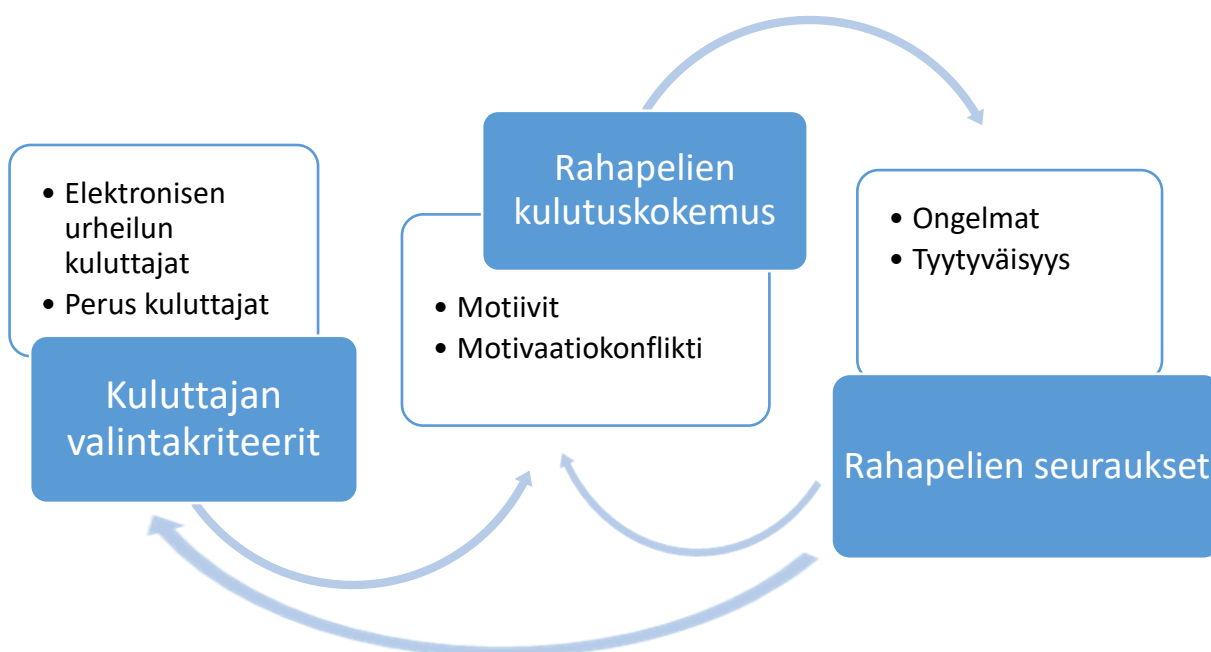 • Elektronisen
urheilun
kuluttajat
• Perus kuluttajat
Kuluttajan
valintakriteerit
Rahapelien
kulutuskokemus
• Motiivit
• Motivaatiokonflikti
• Ongelmat
• Tyytyväisyys
Rahapelien seuraukset